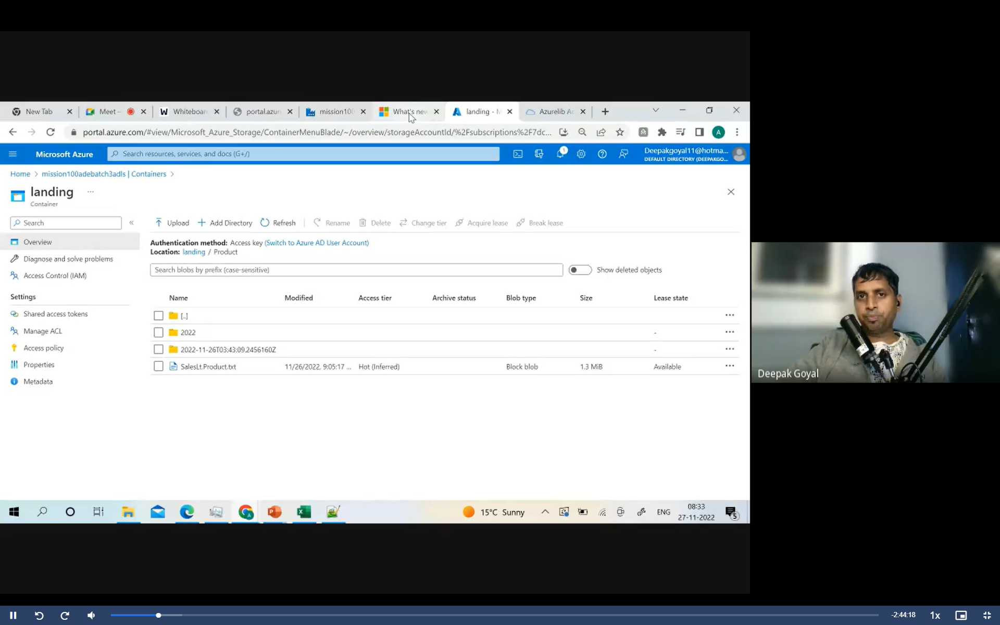 New Tab
Meet -
Whiteboar
portal.azur
mission100
What's new
landing - M
Azurelib Ac
portal.azure.com/#view/Microsoft_Azure_Storage/ContainerMenuBlade/~/overview/storageAccountId/%2Fsubscriptions%2F7dc...
A
Microsoft Azure
Search resources, services, and docs (G+/)
1
Deepakgoyal11@hotma...
DEFAULT DIRECTORY (DEEPAKGO...
Home > mission100adebatch3adls | Containers >
landing ...
Container
Search
«
Overview
Diagnose and solve problems
Access Control (IAM)
Settings
Shared access tokens
Manage ACL
Access policy
Properties
Metadata
Upload
Add Directory
Refresh
Rename
Delete
Change tier
Acquire lease
Break lease
Authentication method: Access key (Switch to Azure AD User Account)
Location: landing / Product
Search blobs by prefix (case-sensitive)
Show deleted objects
Name Modified Access tier Archive status Blob type Size Lease state
[..]
2022 -
2022-11-26T03:43:09.2456160Z -
SalesLt.Product.txt 11/26/2022, 9:05:17 ... Hot (Inferred) Block blob 1.3 MiB Available
Deepak Goyal
15°C Sunny
ENG
08:33
27-11-2022
5
-2:44:18
1x